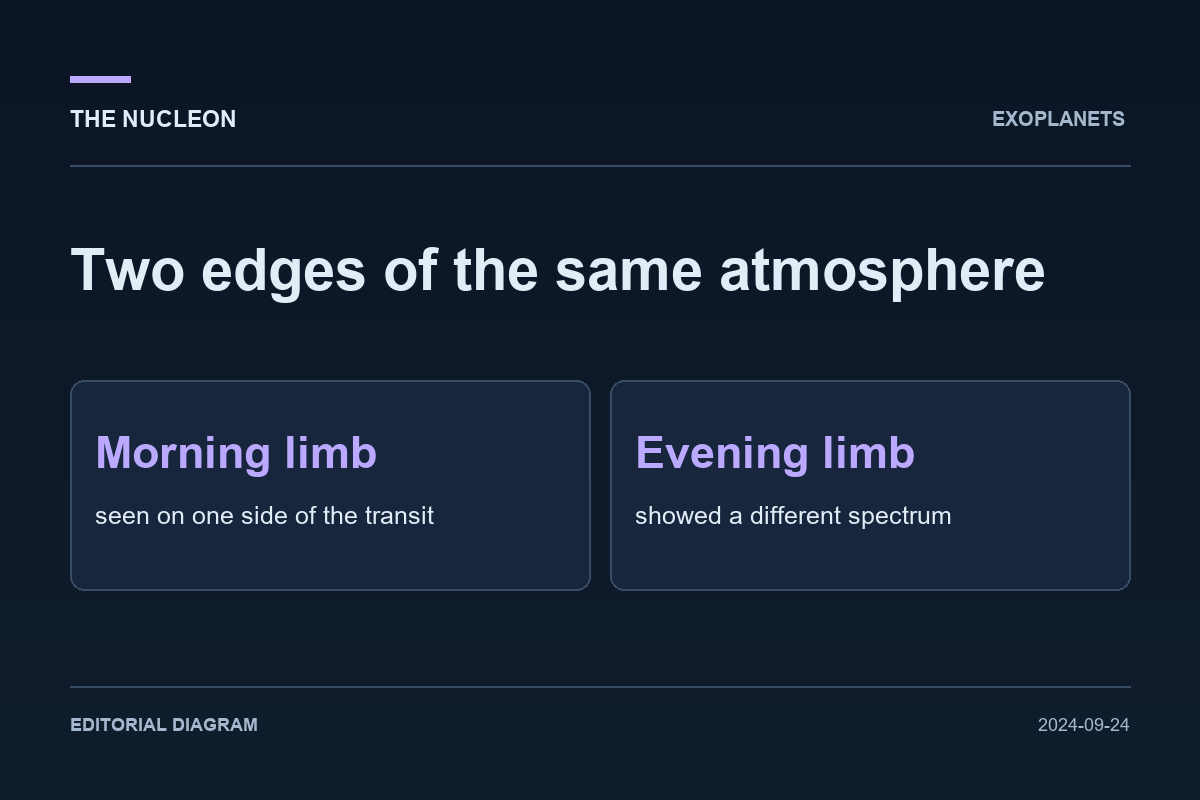 THE NUCLEON
EXOPLANETS
Two edges of the same atmosphere
Morning limb
seen on one side of the transit
Evening limb
showed a different spectrum
EDITORIAL DIAGRAM
2024-09-24